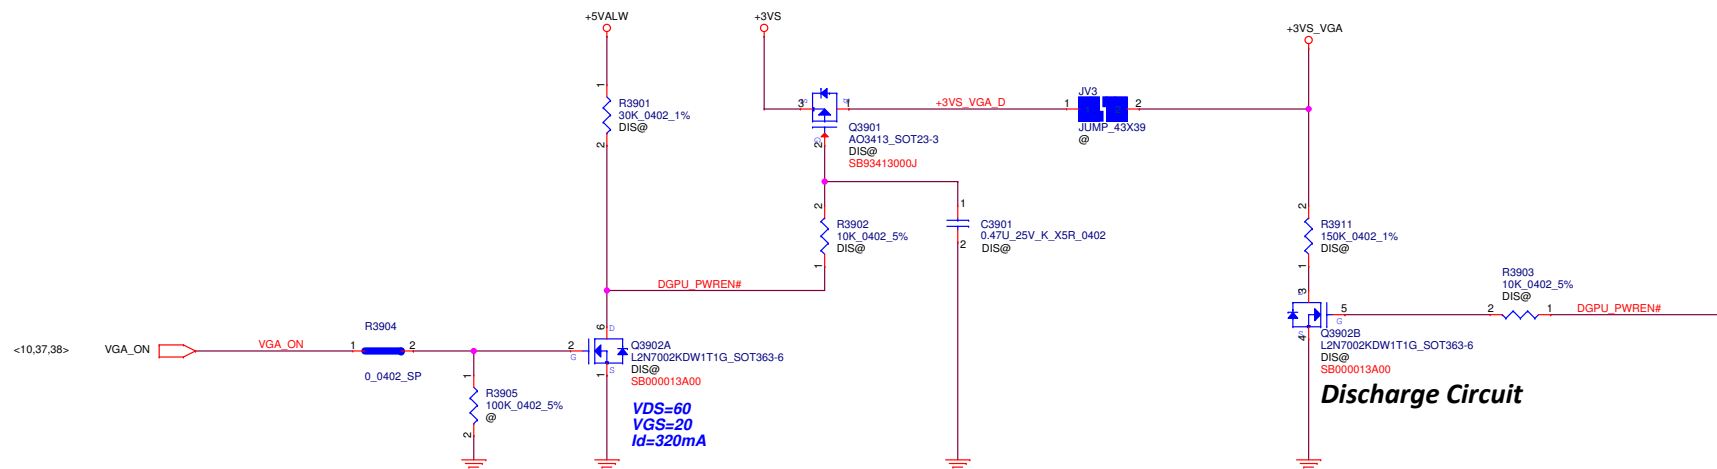 +5VALW
+3VS
+3VS_VGA
1
R3901
30K_0402_1%
DIS@
2
3
S
D
1
+3VS_VGA_D
1
JV3
2
JUMP_43X39
@
Q3901
AO3413_SOT23-3
DIS@
SB93413000J
G
2
2
R3902
10K_0402_5%
DIS@
1
1
C3901
0.47U_25V_K_X5R_0402
DIS@
2
2
R3911
150K_0402_1%
DIS@
1
DGPU_PWREN#
R3903
10K_0402_5%
DIS@
2
1
DGPU_PWREN#
3
5
G
S
4
Q3902B
L2N7002KDW1T1G_SOT363-6
DIS@
SB000013A00
Discharge Circuit
<10,37,38>
VGA_ON
VGA_ON
R3904
1
2
0_0402_SP
6
D
2
G
1
S
Q3902A
L2N7002KDW1T1G_SOT363-6
DIS@
SB000013A00
1
R3905
100K_0402_5%
@
2
VDS=60
VGS=20
Id=320mA